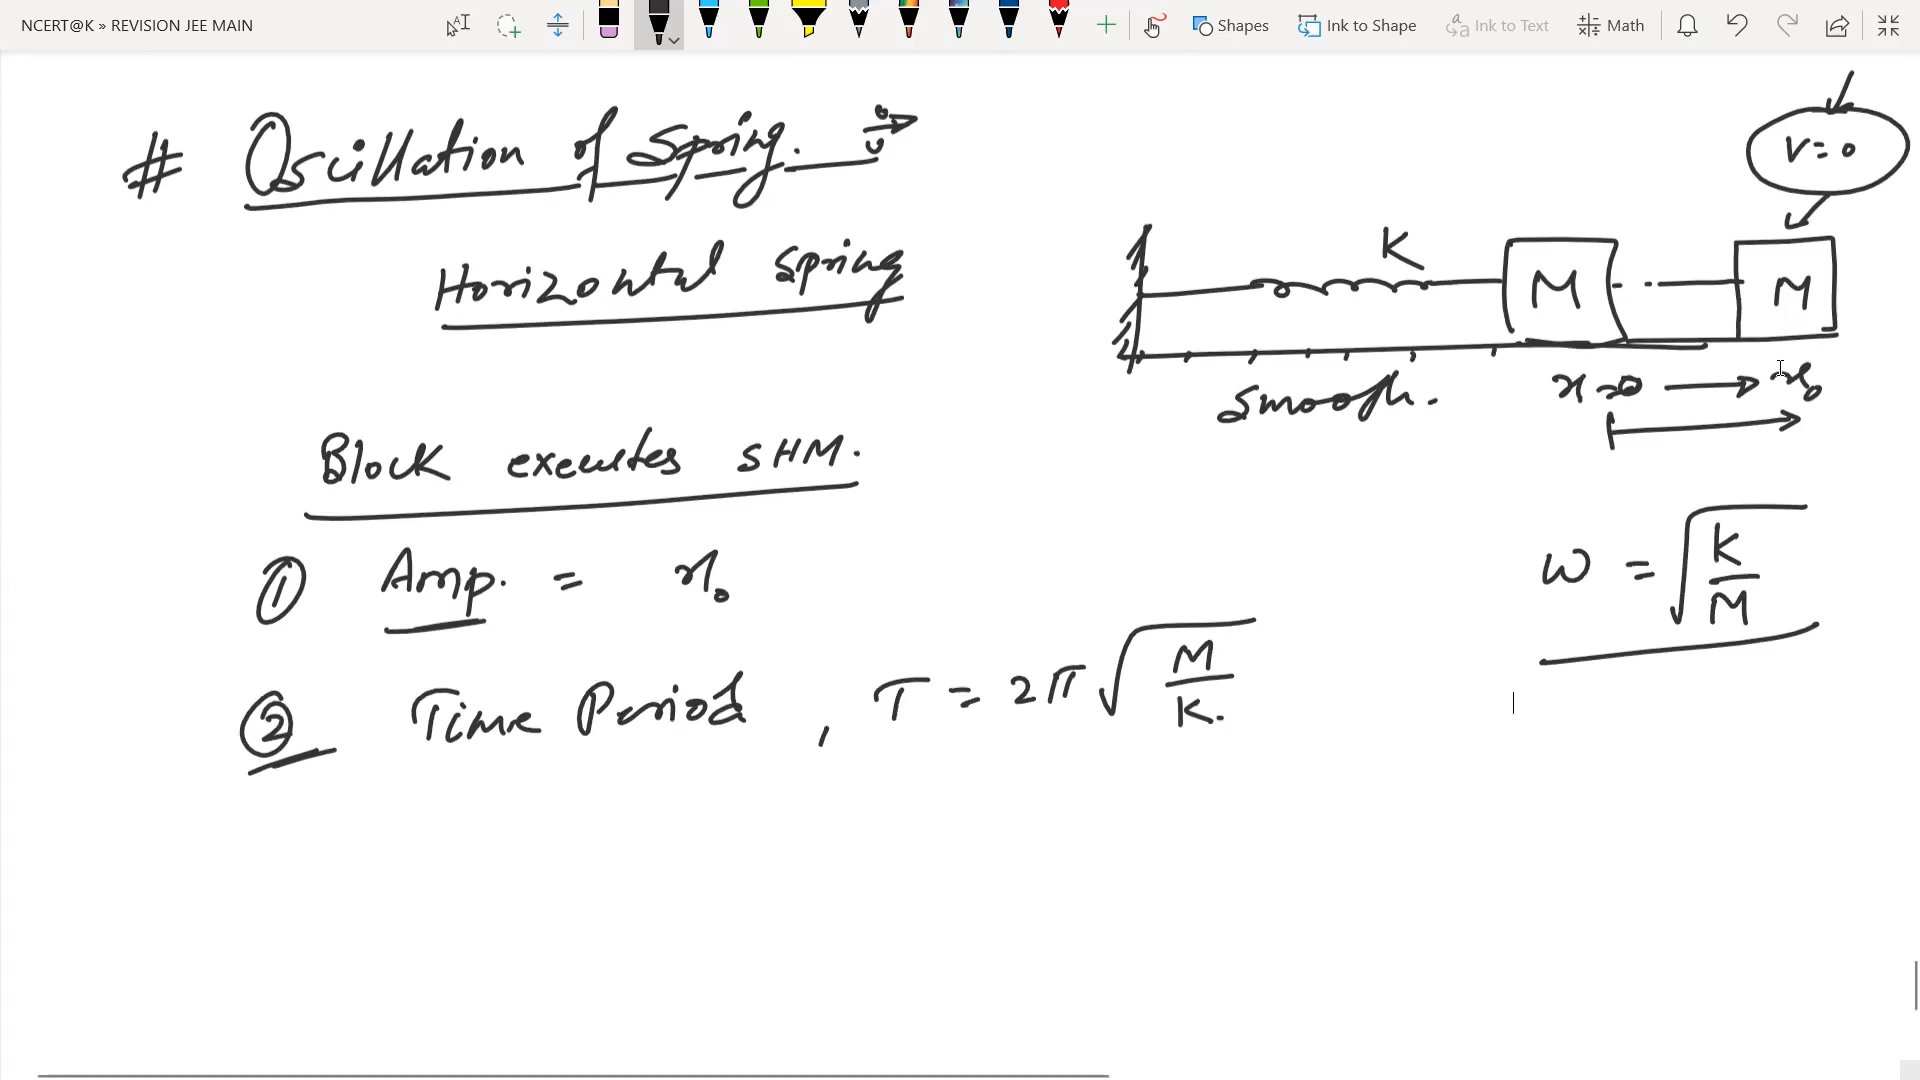 NCERT@K » REVISION JEE MAIN
Shapes Ink to Shape Ink to Text Math
# Oscillation of Spring.
V=0
Horizontal Spring
K
M M
x=0 → x₀
Smooth.
Block executes SHM.
① Amp. = x₀
ω = √(K/M)
② Time Period, T = 2π √(M/K).